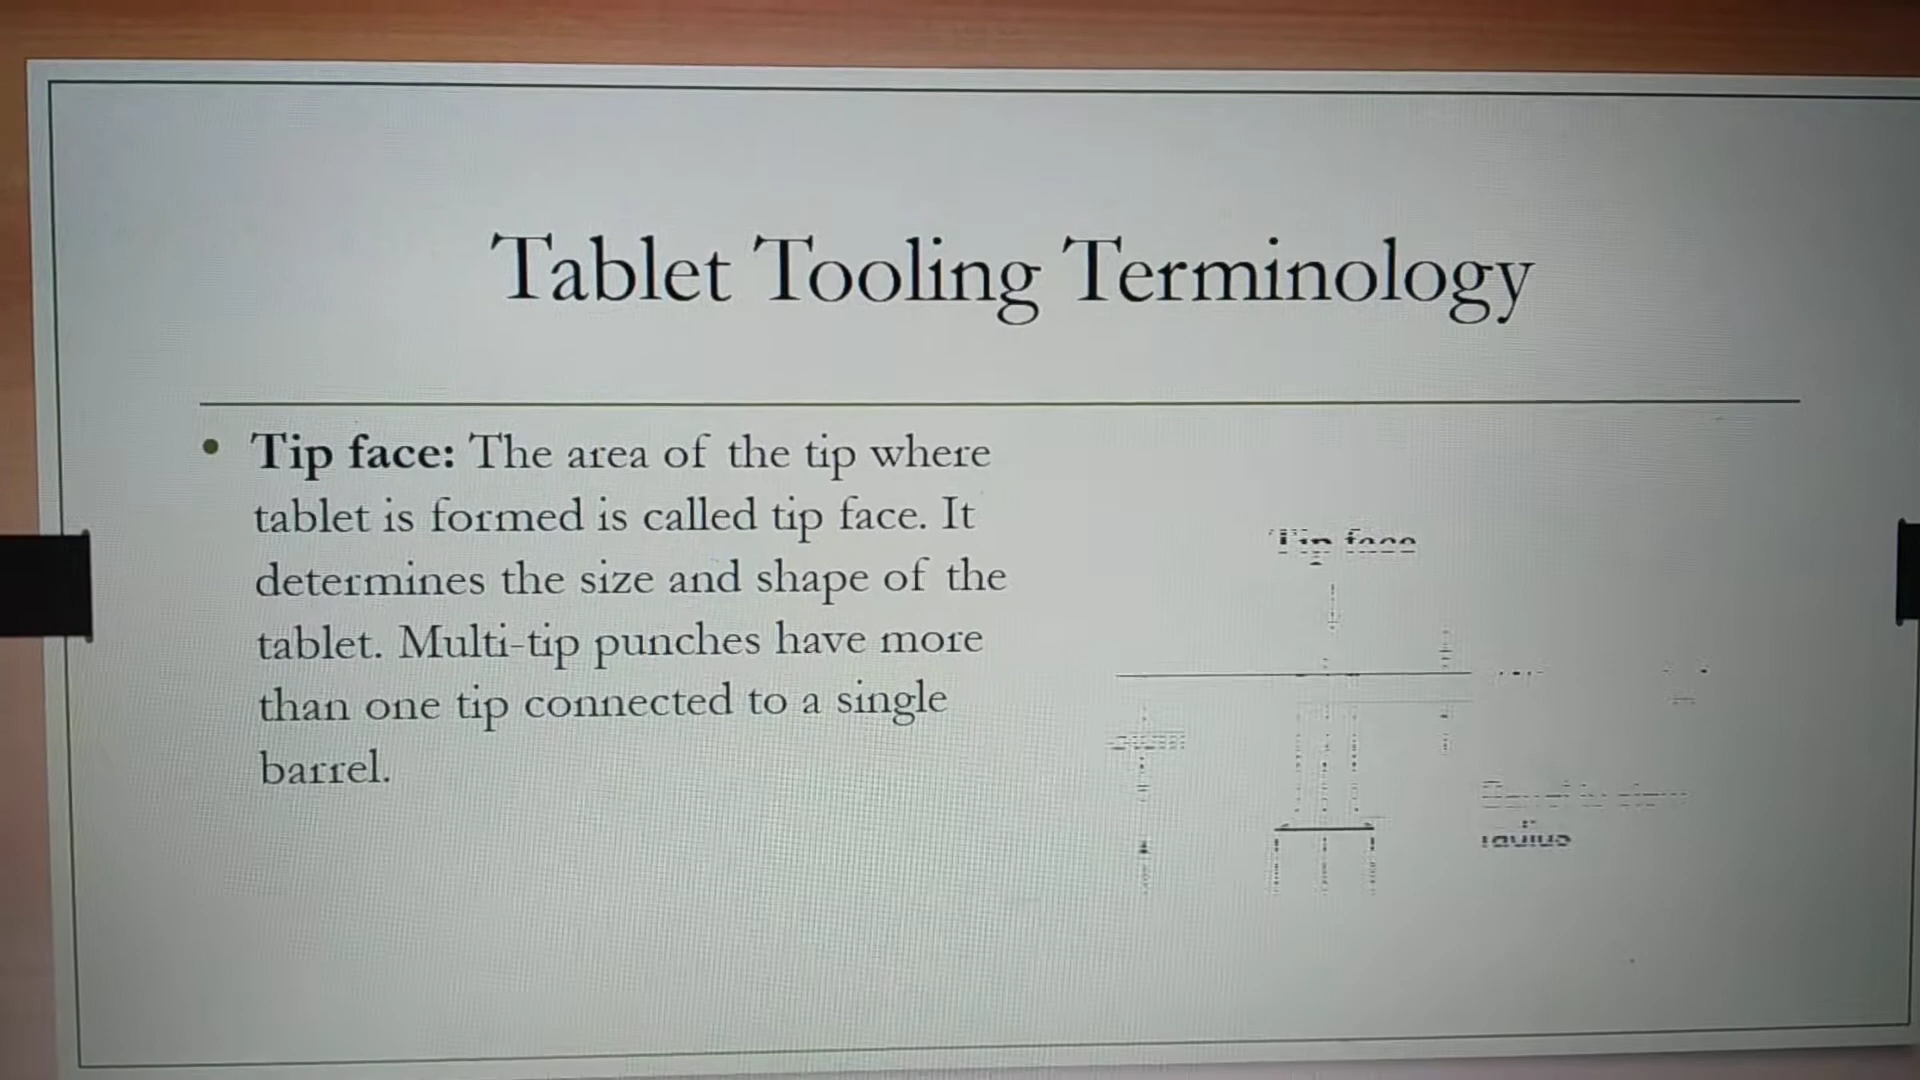 Tablet Tooling Terminology
• Tip face: The area of the tip where
tablet is formed is called tip face. It
determines the size and shape of the
tablet. Multi-tip punches have more
than one tip connected to a single
barrel.
Tip face
radius